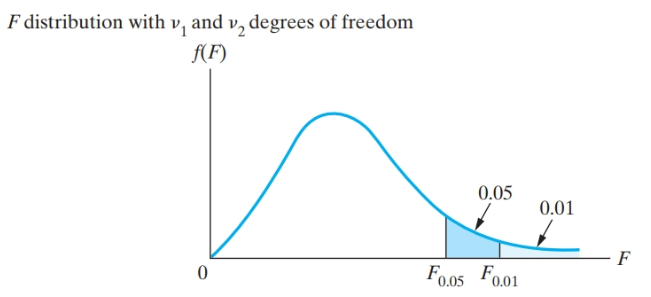 F distribution with ν₁ and ν₂ degrees of freedom
f(F)
0.05
0.01
F
0
F₀.₀₅ F₀.₀₁